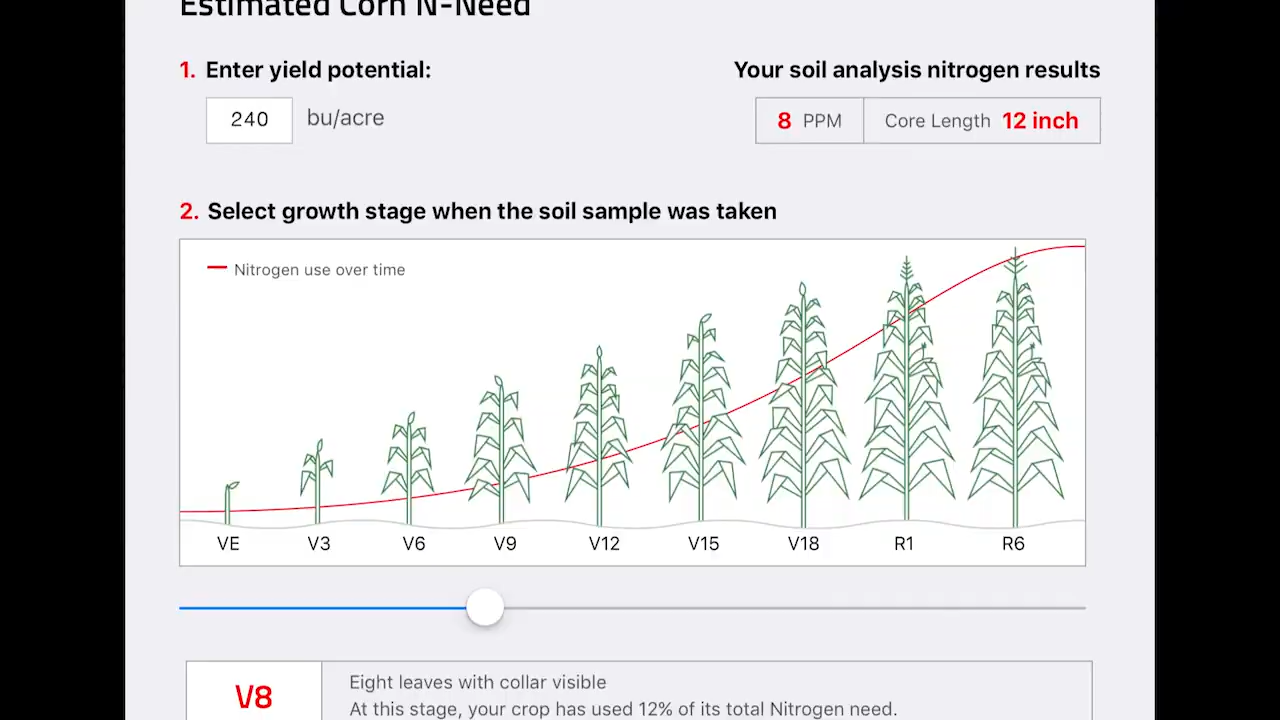 Estimated Corn N-Need
1. Enter yield potential:
240 bu/acre
Your soil analysis nitrogen results
8 PPM Core Length 12 inch
2. Select growth stage when the soil sample was taken
Nitrogen use over time
VE V3 V6 V9 V12 V15 V18 R1 R6
V8
Eight leaves with collar visible
At this stage, your crop has used 12% of its total Nitrogen need.